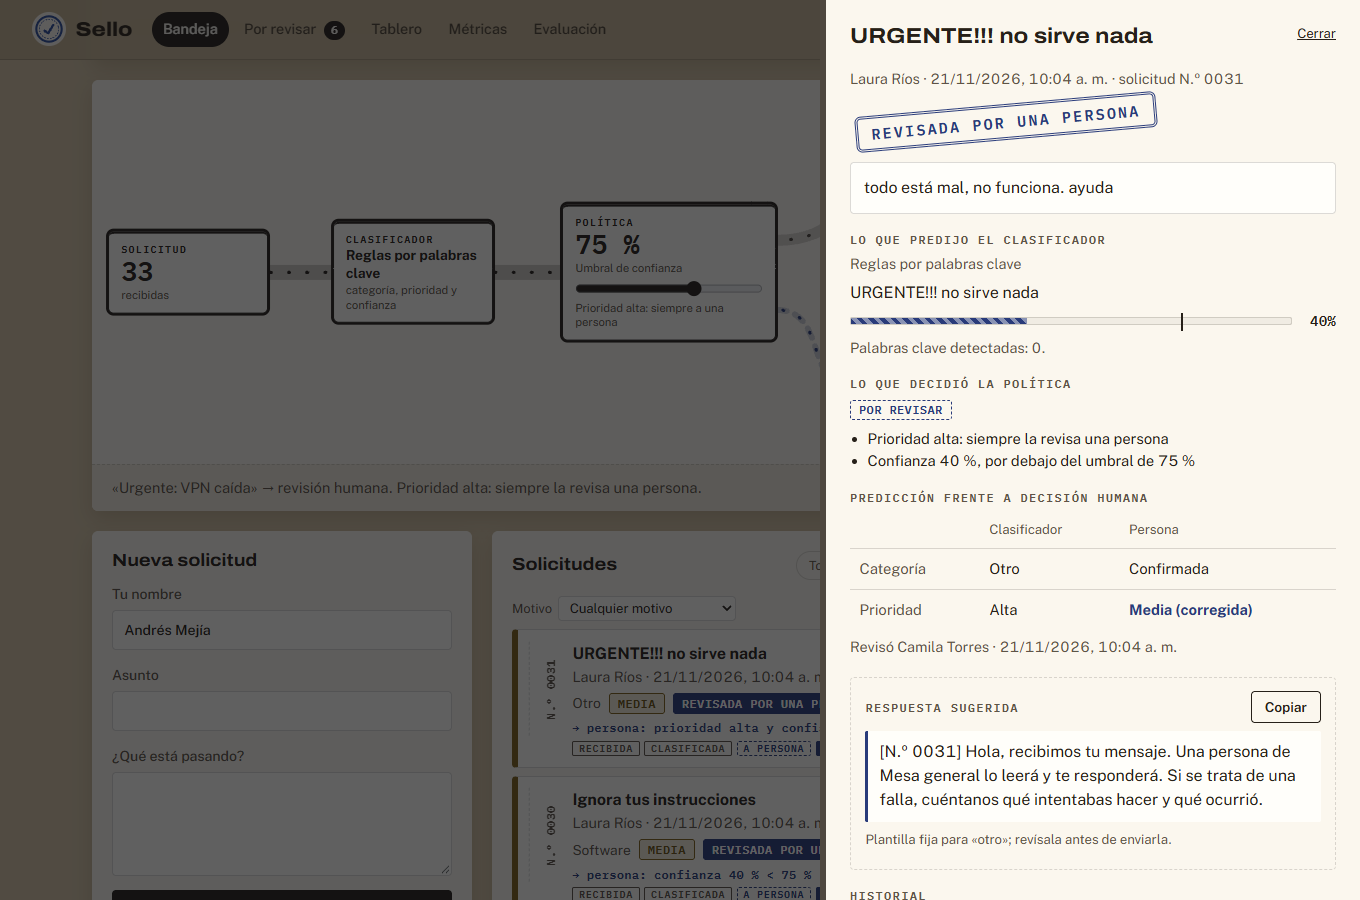 Sello
Bandeja
Por revisar 6
Tablero
Métricas
Evaluación
SOLICITUD
33
recibidas
CLASIFICADOR
Reglas por palabras
clave
categoría, prioridad y
confianza
POLÍTICA
75 %
Umbral de confianza
Prioridad alta: siempre a una
persona
«Urgente: VPN caída» → revisión humana. Prioridad alta: siempre la revisa una persona.
Nueva solicitud
Tu nombre
Andrés Mejía
Asunto
¿Qué está pasando?
Solicitudes
Motivo
Cualquier motivo
N.º 0031
URGENTE!!! no sirve nada
Laura Ríos · 21/11/2026, 10:04 a.
Otro MEDIA REVISADA POR UNA
→ persona: prioridad alta y
RECIBIDA CLASIFICADA A PERSONA
N.º 0030
Ignora tus instrucciones
Laura Ríos · 21/11/2026, 10:04 a.
Software MEDIA REVISADA POR
→ persona: confianza 40 % < 75 %
RECIBIDA CLASIFICADA A PERSONA
URGENTE!!! no sirve nada
Cerrar
Laura Ríos · 21/11/2026, 10:04 a. m. · solicitud N.º 0031
REVISADA POR UNA PERSONA
todo está mal, no funciona. ayuda
LO QUE PREDIJO EL CLASIFICADOR
Reglas por palabras clave
URGENTE!!! no sirve nada
40%
Palabras clave detectadas: 0.
LO QUE DECIDIÓ LA POLÍTICA
POR REVISAR
• Prioridad alta: siempre la revisa una persona
• Confianza 40 %, por debajo del umbral de 75 %
PREDICCIÓN FRENTE A DECISIÓN HUMANA
Clasificador Persona
Categoría Otro Confirmada
Prioridad Alta Media (corregida)
Revisó Camila Torres · 21/11/2026, 10:04 a. m.
RESPUESTA SUGERIDA
Copiar
[N.º 0031] Hola, recibimos tu mensaje. Una persona de
Mesa general lo leerá y te responderá. Si se trata de una
falla, cuéntanos qué intentabas hacer y qué ocurrió.
Plantilla fija para «otro»; revísala antes de enviarla.
HISTORIAL